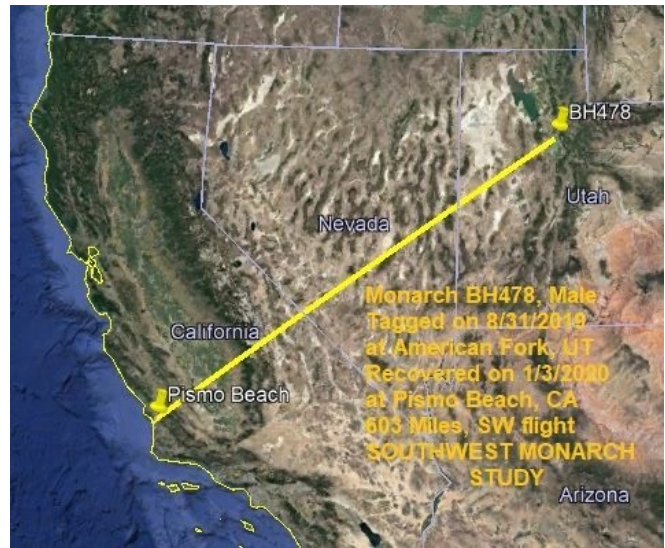 BH478
Utah
Nevada
Monarch BH478, Male
Tagged on 8/31/2019
at American Fork, UT
California
Recovered on 1/3/2020
Pismo Beach
at Pismo Beach, CA
603 Miles, SW flight
SOUTHWEST MONARCH
STUDY
Arizona